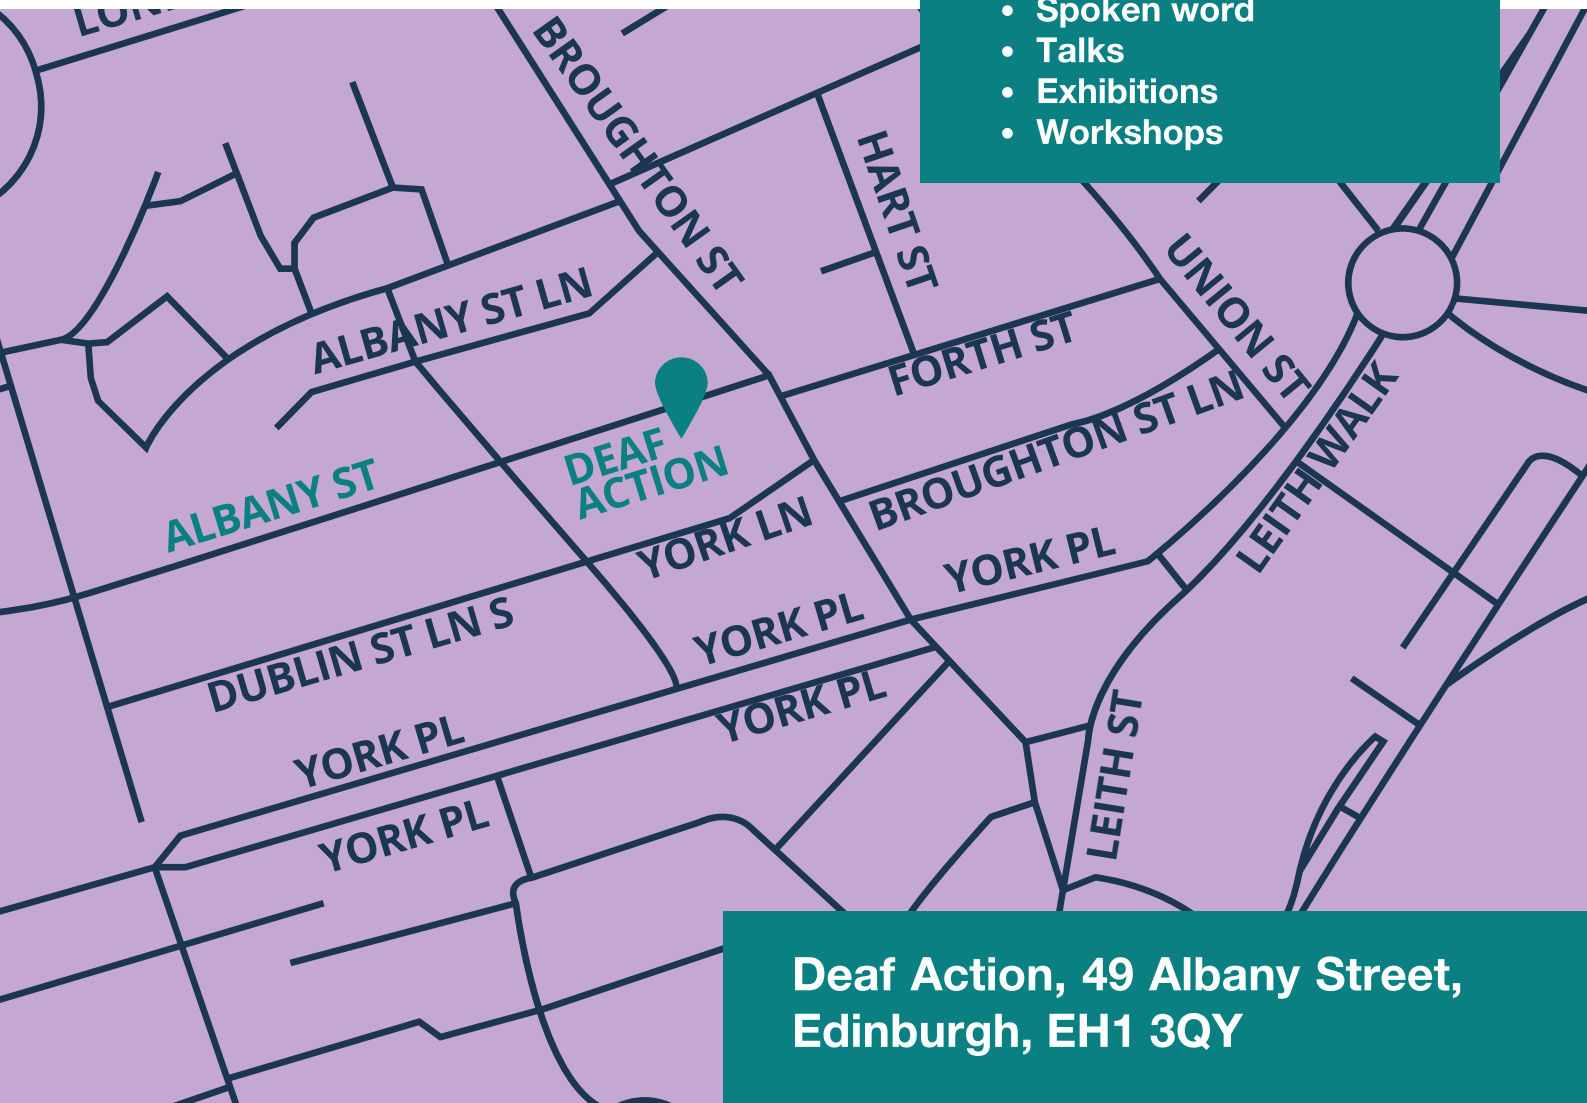 • Spoken word
• Talks
• Exhibitions
• Workshops
BROUGHTON ST
HART ST
UNION ST
ALBANY ST LN
FORTH ST
LEITH WALK
BROUGHTON ST LN
DEAF
ACTION
ALBANY ST
YORK LN
YORK PL
DUBLIN ST LN S
YORK PL
YORK PL
YORK PL
LEITH ST
YORK PL
Deaf Action, 49 Albany Street,
Edinburgh, EH1 3QY